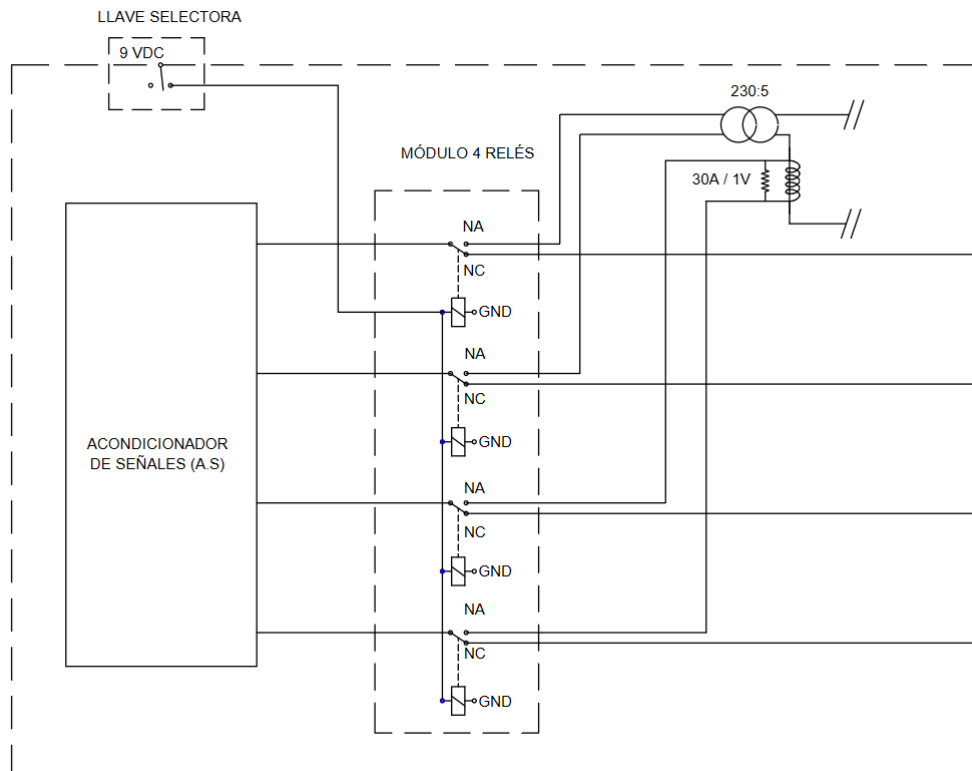 LLAVE SELECTORA
9 VDC
230:5
MÓDULO 4 RELÉS
30A / 1V
NA
NC
GND
NA
NC
GND
ACONDICIONADOR
DE SEÑALES (A.S)
NA
NC
GND
NA
NC
GND